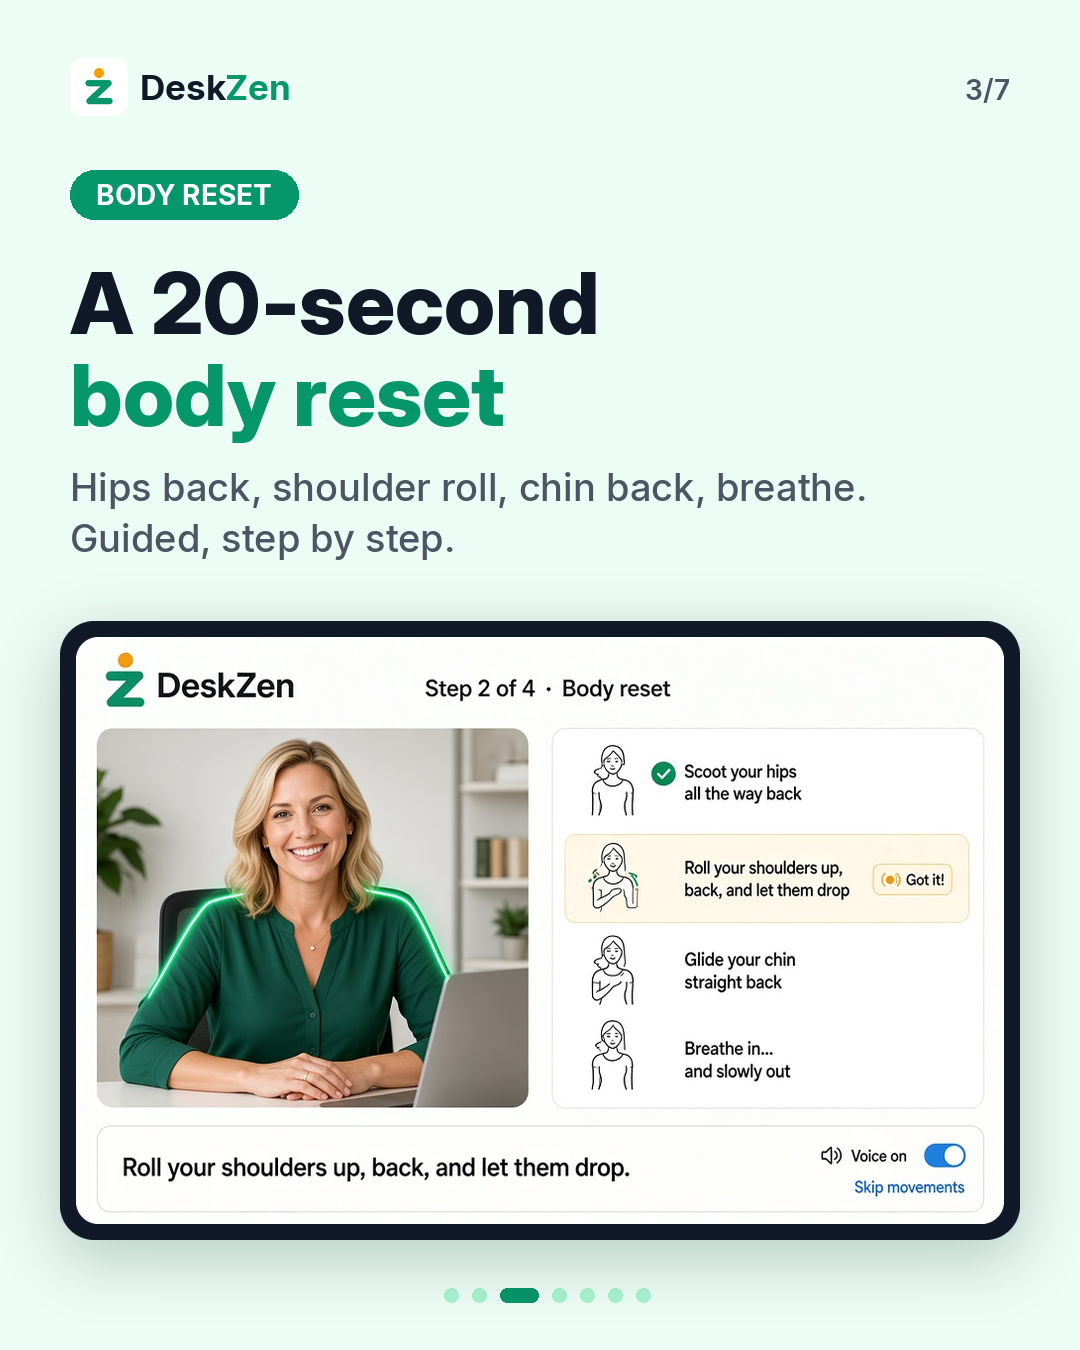 DeskZen
3/7
BODY RESET
A 20-second
body reset
Hips back, shoulder roll, chin back, breathe.
Guided, step by step.
DeskZen
Step 2 of 4 · Body reset
Scoot your hips
all the way back
Roll your shoulders up,
back, and let them drop
Got it!
Glide your chin
straight back
Breathe in...
and slowly out
Roll your shoulders up, back, and let them drop.
Voice on
Skip movements